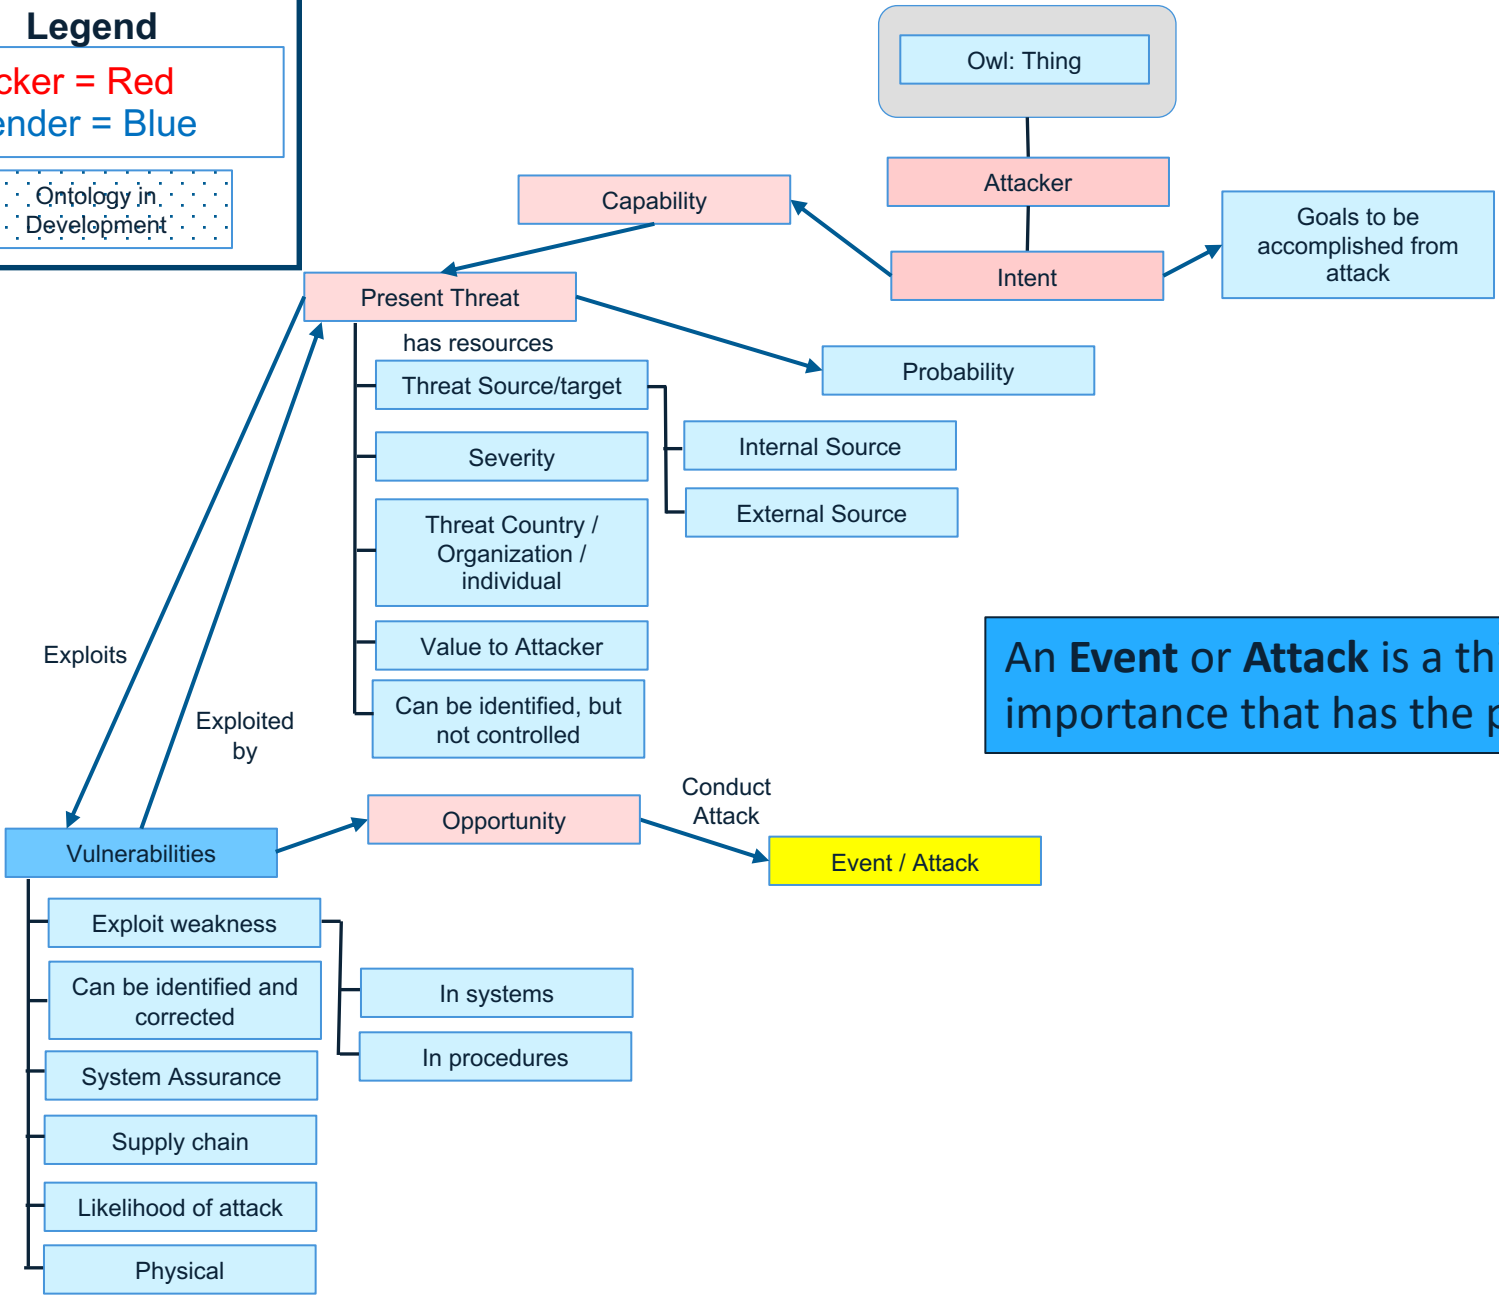 Legend
cker = Red
ender = Blue
Ontology in
Development
Owl: Thing
Attacker
Capability
Intent
Goals to be
accomplished from
attack
Present Threat
has resources
Threat Source/target
Probability
Internal Source
Severity
External Source
Threat Country /
Organization /
individual
Value to Attacker
Can be identified, but
not controlled
Exploits
Exploited
by
An Event or Attack is a th
importance that has the p
Conduct
Attack
Opportunity
Event / Attack
Vulnerabilities
Exploit weakness
Can be identified and
corrected
In systems
In procedures
System Assurance
Supply chain
Likelihood of attack
Physical